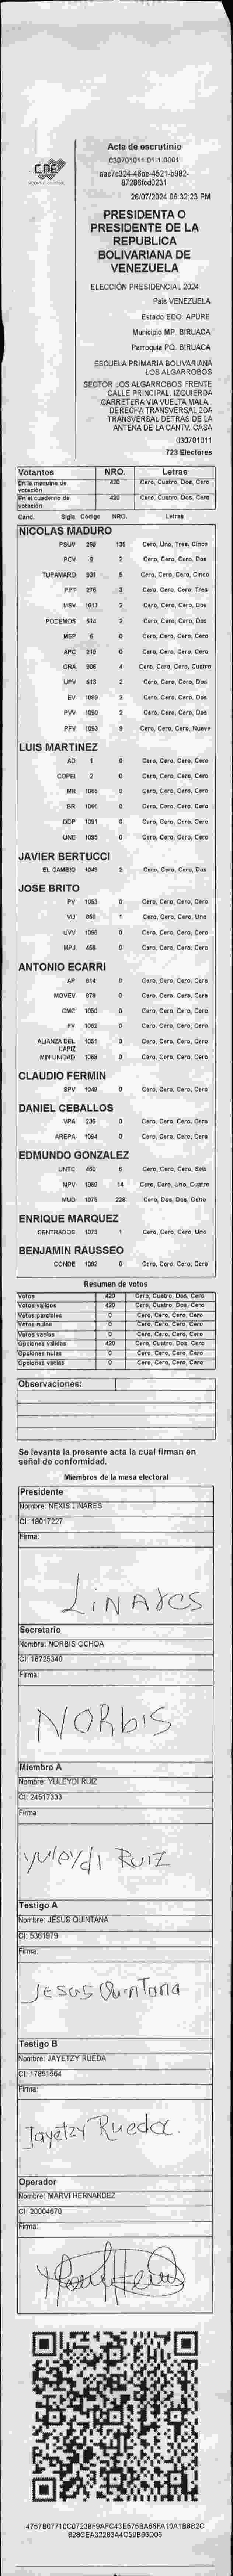 CNE
Acta de escrutinio
030701011.01.1.0001
aac7c324-46be-4521-b982-
87286fcd0231
28/07/2024 06:32:23 PM
PRESIDENTA O
PRESIDENTE DE LA
REPUBLICA
BOLIVARIANA DE
VENEZUELA
ELECCIÓN PRESIDENCIAL 2024
País VENEZUELA
Estado EDO. APURE
Municipio MP. BIRUACA
Parroquia PQ. BIRUACA
ESCUELA PRIMARIA BOLIVARIANA
LOS ALGARROBOS
SECTOR LOS ALGARROBOS FRENTE
CALLE PRINCIPAL. IZQUIERDA
CARRETERA VIA VUELTA MALA.
DERECHA TRANSVERSAL 2DA
TRANSVERSAL DETRAS DE LA
ANTENA DE LA CANTV. CASA
030701011
723 Electores
Votantes NRO. Letras
En la máquina de votación 420 Cero, Cuatro, Dos, Cero
En el cuaderno de votación 420 Cero, Cuatro, Dos, Cero
Cand. Sigla Código NRO. Letras
NICOLAS MADURO
PSUV 269 135 Cero, Uno, Tres, Cinco
PCV 9 2 Cero, Cero, Cero, Dos
TUPAMARO 931 5 Cero, Cero, Cero, Cinco
PPT 276 3 Cero, Cero, Cero, Tres
MSV 1017 2 Cero, Cero, Cero, Dos
PODEMOS 514 2 Cero, Cero, Cero, Dos
MEP 6 0 Cero, Cero, Cero, Cero
APC 219 0 Cero, Cero, Cero, Cero
ORA 906 4 Cero, Cero, Cero, Cuatro
UPV 513 2 Cero, Cero, Cero, Dos
EV 1089 2 Cero, Cero, Cero, Dos
PVV 1090 2 Cero, Cero, Cero, Dos
PFV 1093 9 Cero, Cero, Cero, Nueve
LUIS MARTINEZ
AD 1 0 Cero, Cero, Cero, Cero
COPEI 2 0 Cero, Cero, Cero, Cero
MR 0 Cero, Cero, Cero, Cero
BR 0 Cero, Cero, Cero, Cero
DDP 1091 0 Cero, Cero, Cero, Cero
UNE 1095 0 Cero, Cero, Cero, Cero
JAVIER BERTUCCI
EL CAMBIO 1048 2 Cero, Cero, Cero, Dos
JOSE BRITO
PV 1053 0 Cero, Cero, Cero, Cero
VU 868 1 Cero, Cero, Cero, Uno
UVV 1096 0 Cero, Cero, Cero, Cero
MPJ 458 0 Cero, Cero, Cero, Cero
ANTONIO ECARRI
AP 814 0 Cero, Cero, Cero, Cero
MOVEV 878 0 Cero, Cero, Cero, Cero
CMC 1050 0 Cero, Cero, Cero, Cero
FV 1062 0 Cero, Cero, Cero, Cero
ALIANZA DEL LAPIZ 1051 0 Cero, Cero, Cero, Cero
MIN UNIDAD 1068 0 Cero, Cero, Cero, Cero
CLAUDIO FERMIN
SPV 1049 0 Cero, Cero, Cero, Cero
DANIEL CEBALLOS
VPA 236 0 Cero, Cero, Cero, Cero
AREPA 1094 0 Cero, Cero, Cero, Cero
EDMUNDO GONZALEZ
UNTC 460 6 Cero, Cero, Cero, Seis
MPV 1069 14 Cero, Cero, Uno, Cuatro
MUD 1075 228 Cero, Dos, Dos, Ocho
ENRIQUE MARQUEZ
CENTRADOS 1073 1 Cero, Cero, Cero, Uno
BENJAMIN RAUSSEO
CONDE 1092 0 Cero, Cero, Cero, Cero
Resumen de votos
Votos 420 Cero, Cuatro, Dos, Cero
Votos validos 420 Cero, Cuatro, Dos, Cero
Votos parciales 0 Cero, Cero, Cero, Cero
Votos nulos 0 Cero, Cero, Cero, Cero
Votos vacios 0 Cero, Cero, Cero, Cero
Opciones validas 420 Cero, Cuatro, Dos, Cero
Opciones nulas 0 Cero, Cero, Cero, Cero
Opciones vacias 0 Cero, Cero, Cero, Cero
Observaciones:
Se levanta la presente acta la cual firman en
señal de conformidad.
Miembros de la mesa electoral
Presidente
Nombre: NEXIS LINARES
CI: 18017227
Firma:
LINARES
Secretario
Nombre: NORBIS OCHOA
CI: 18725340
Firma:
NORbIS
Miembro A
Nombre: YULEYDI RUIZ
CI: 24517333
Firma:
yuleydi Ruiz
Testigo A
Nombre: JESUS QUINTANA
CI: 5361979
Firma:
Jesus Quintana
Testigo B
Nombre: JAYETZY RUEDA
CI: 17851564
Firma:
Jayetzy Rueda
Operador
Nombre: MARVI HERNANDEZ
CI: 20004670
Firma:
4757B07710C07238F9AFC43E575BA66FA10A1B8B2C
828CEA32283A4C59B65D06